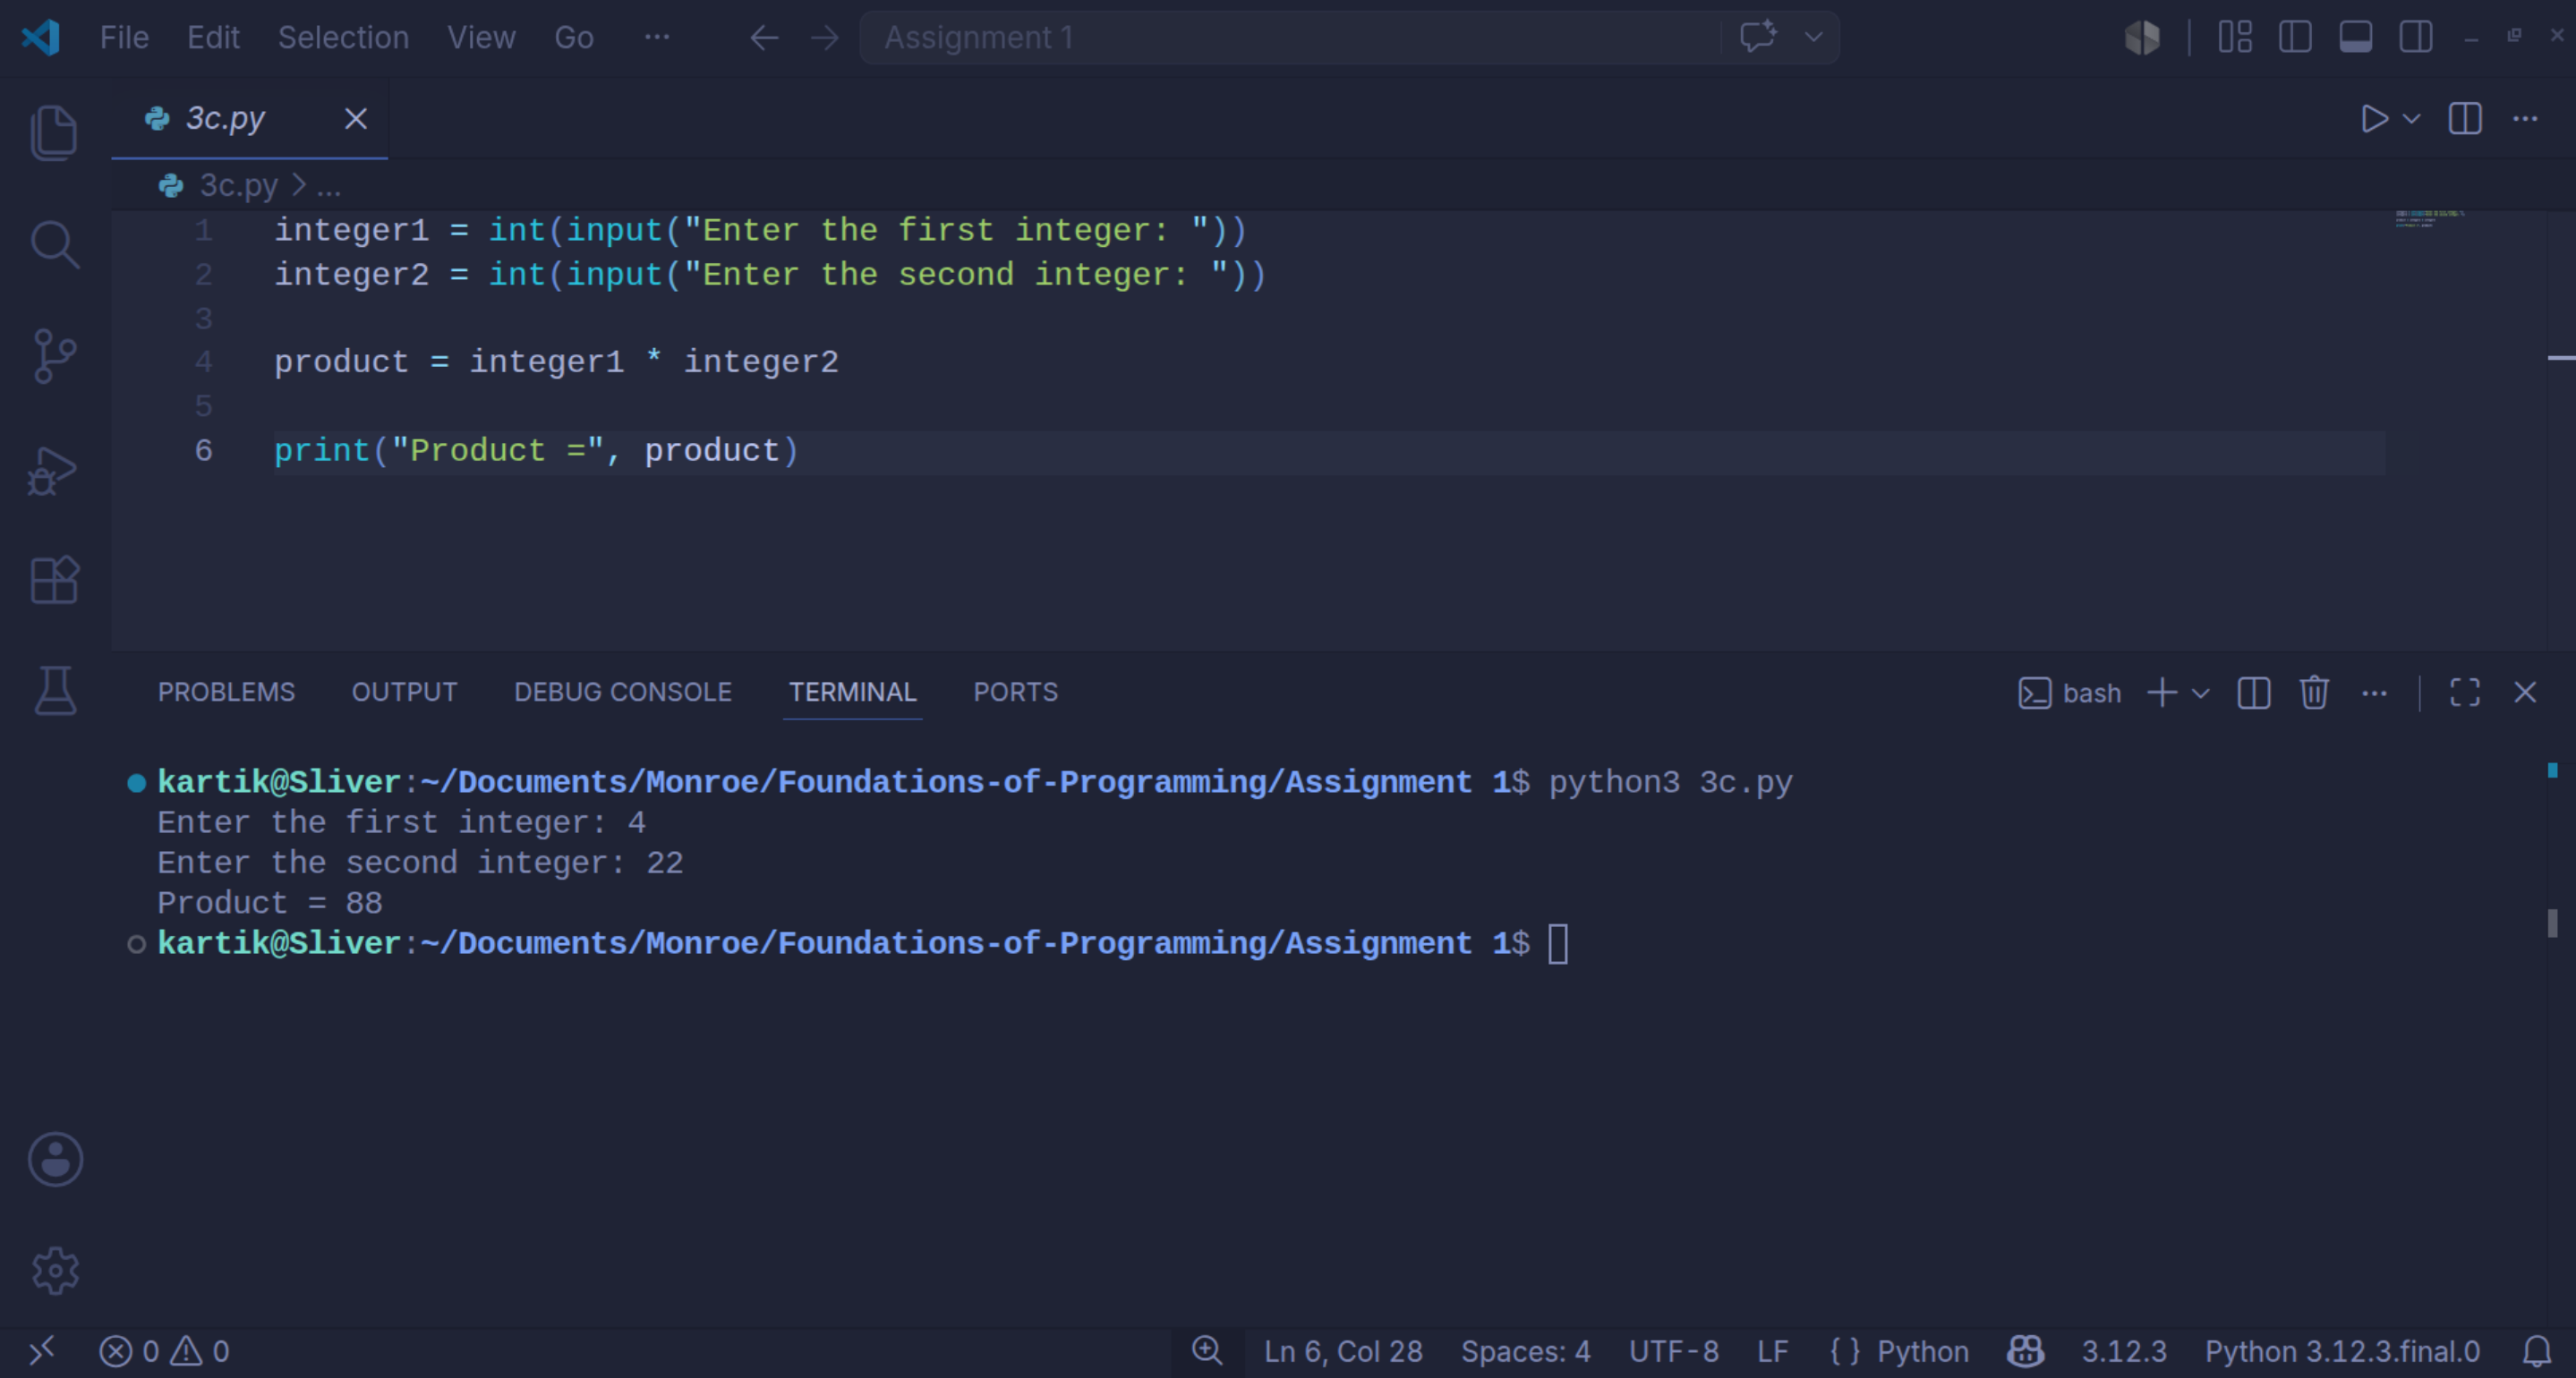 File Edit Selection View Go ··· Assignment 1
3c.py
3c.py > ...
1 integer1 = int(input("Enter the first integer: "))
2 integer2 = int(input("Enter the second integer: "))
3
4 product = integer1 * integer2
5
6 print("Product =", product)
PROBLEMS OUTPUT DEBUG CONSOLE TERMINAL PORTS bash
kartik@Sliver:~/Documents/Monroe/Foundations-of-Programming/Assignment 1$ python3 3c.py
Enter the first integer: 4
Enter the second integer: 22
Product = 88
kartik@Sliver:~/Documents/Monroe/Foundations-of-Programming/Assignment 1$
0 0 Ln 6, Col 28 Spaces: 4 UTF-8 LF {} Python 3.12.3 Python 3.12.3.final.0